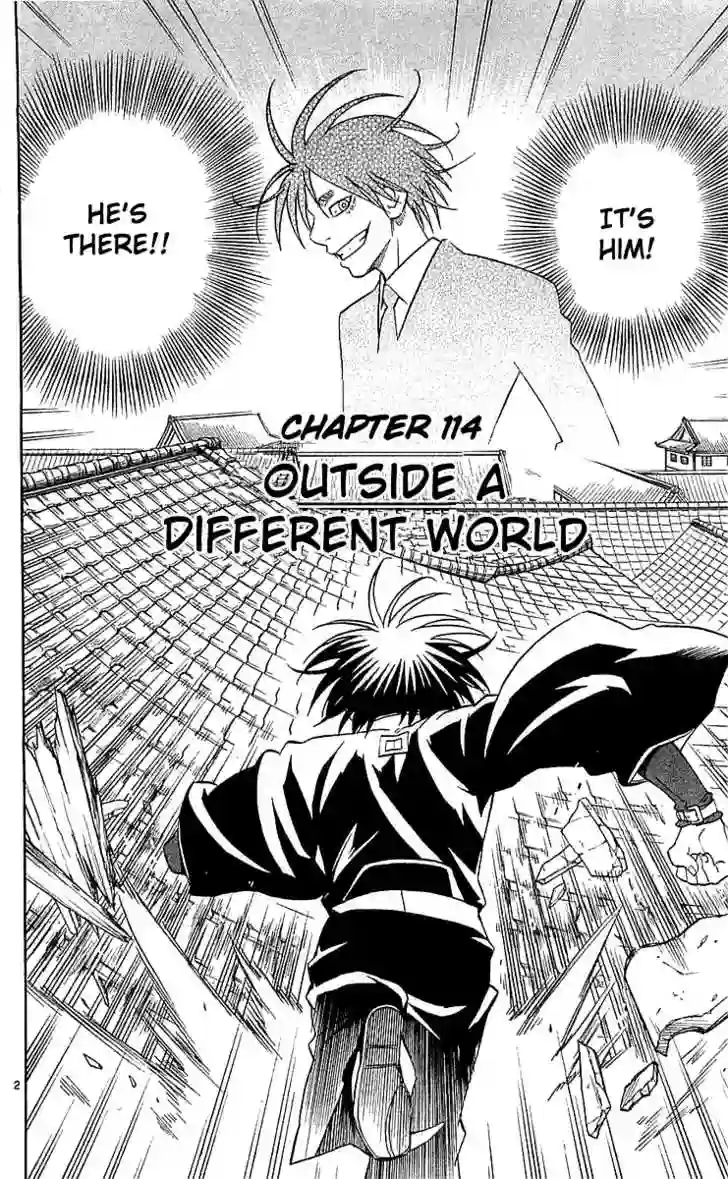 IT'S
HIM!
HE'S
THERE!!
CHAPTER 114
OUTSIDE A
DIFFERENT WORLD
2